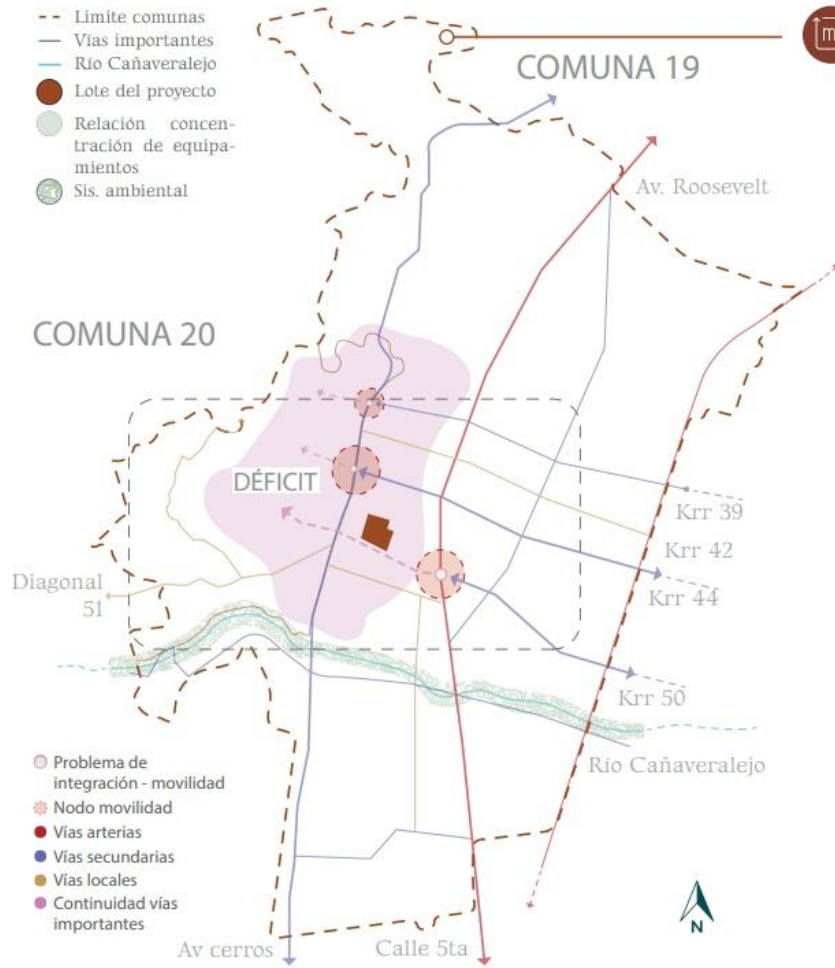 Limite comunas
Vías importantes
Río Cañaveralejo
Lote del proyecto
Relación concen-
tración de equipa-
mientos
Sis. ambiental
m
COMUNA 19
Av. Roosevelt
COMUNA 20
DÉFICIT
Krr 39
Krr 42
Krr 44
Diagonal
51
Krr 50
Río Cañaveralejo
Problema de
integración - movilidad
Nodo movilidad
Vías arterias
Vías secundarias
Vías locales
Continuidad vías
importantes
Av cerros
Calle 5ta
N